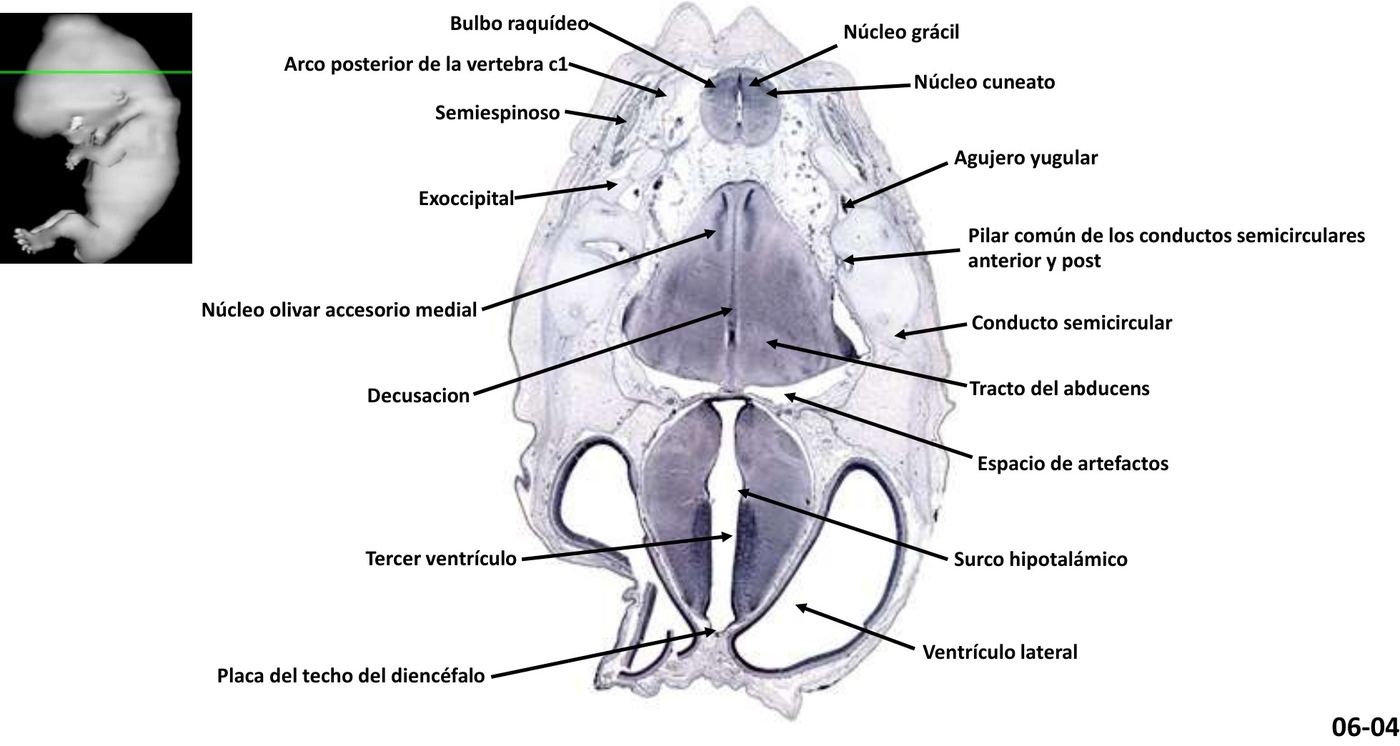 Bulbo raquídeo
Arco posterior de la vertebra c1
Semiespinoso
Exoccipital
Núcleo olivar accesorio medial
Decusacion
Tercer ventrículo
Placa del techo del diencéfalo
Núcleo grácil
Núcleo cuneato
Agujero yugular
Pilar común de los conductos semicirculares
anterior y post
Conducto semicircular
Tracto del abducens
Espacio de artefactos
Surco hipotalámico
Ventrículo lateral
06-04